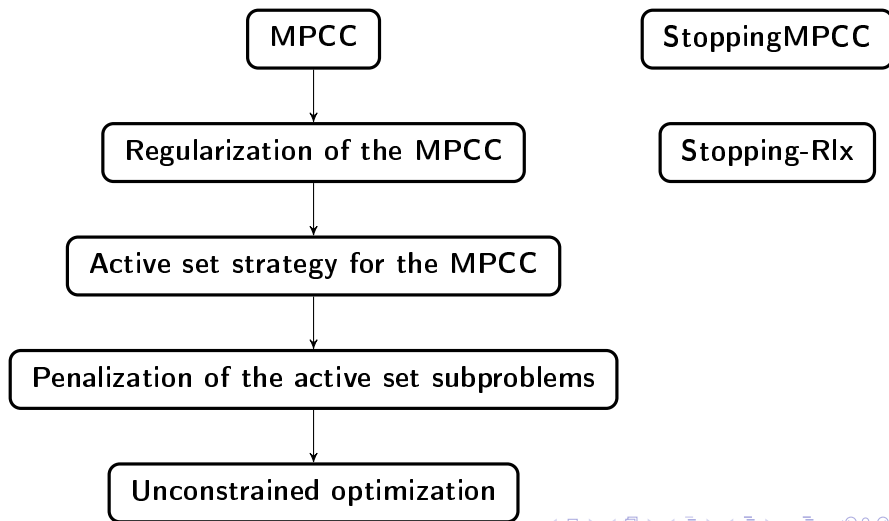 MPCC
StoppingMPCC
Regularization of the MPCC
Stopping-Rlx
Active set strategy for the MPCC
Penalization of the active set subproblems
Unconstrained optimization